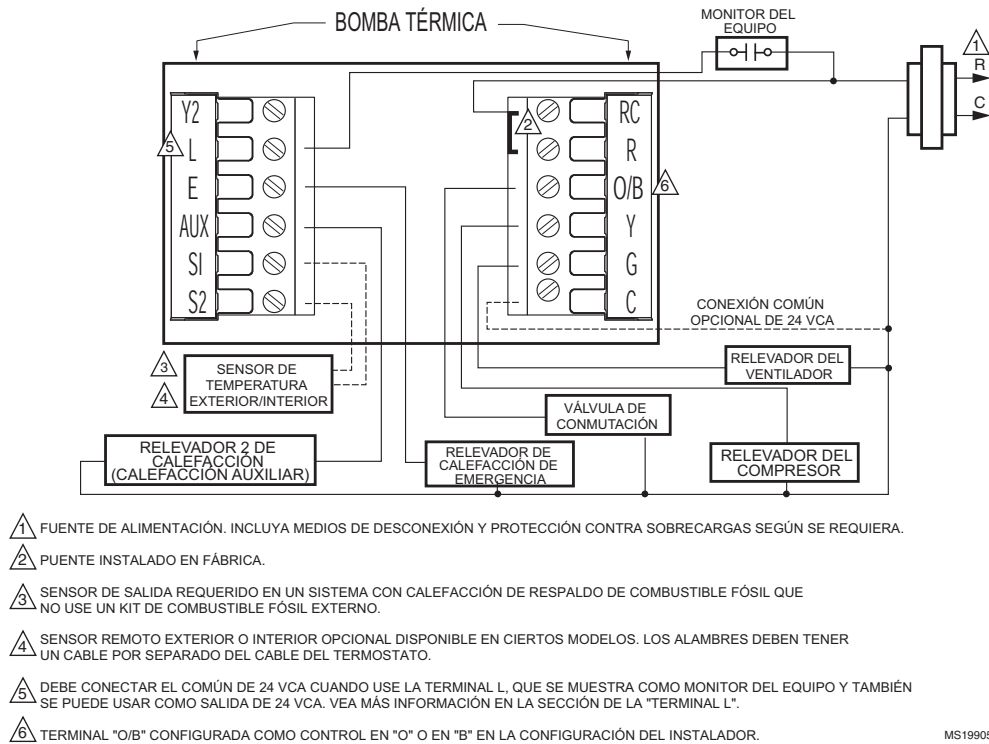 BOMBA TÉRMICA
MONITOR DEL
EQUIPO
1
R
C
Y2
L
E
AUX
S1
S2
5
2
RC
R
O/B
Y
G
C
6
CONEXIÓN COMÚN
OPCIONAL DE 24 VCA
3
4
SENSOR DE
TEMPERATURA
EXTERIOR/INTERIOR
RELEVADOR DEL
VENTILADOR
VÁLVULA DE
CONMUTACIÓN
RELEVADOR 2 DE
CALEFACCIÓN
(CALEFACCIÓN AUXILIAR)
RELEVADOR DE
CALEFACCIÓN DE
EMERGENCIA
RELEVADOR DEL
COMPRESOR
1 FUENTE DE ALIMENTACIÓN. INCLUYA MEDIOS DE DESCONEXIÓN Y PROTECCIÓN CONTRA SOBRECARGAS SEGÚN SE REQUIERA.
2 PUENTE INSTALADO EN FÁBRICA.
3 SENSOR DE SALIDA REQUERIDO EN UN SISTEMA CON CALEFACCIÓN DE RESPALDO DE COMBUSTIBLE FÓSIL QUE
NO USE UN KIT DE COMBUSTIBLE FÓSIL EXTERNO.
4 SENSOR REMOTO EXTERIOR O INTERIOR OPCIONAL DISPONIBLE EN CIERTOS MODELOS. LOS ALAMBRES DEBEN TENER
UN CABLE POR SEPARADO DEL CABLE DEL TERMOSTATO.
5 DEBE CONECTAR EL COMÚN DE 24 VCA CUANDO USE LA TERMINAL L, QUE SE MUESTRA COMO MONITOR DEL EQUIPO Y TAMBIÉN
SE PUEDE USAR COMO SALIDA DE 24 VCA. VEA MÁS INFORMACIÓN EN LA SECCIÓN DE LA "TERMINAL L".
6 TERMINAL "O/B" CONFIGURADA COMO CONTROL EN "O" O EN "B" EN LA CONFIGURACIÓN DEL INSTALADOR.